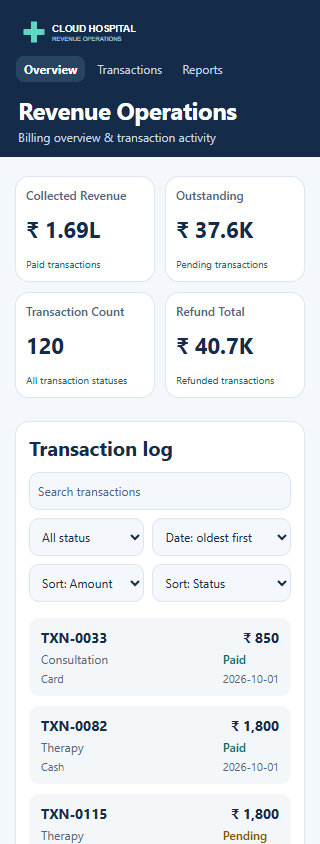 CLOUD HOSPITAL
REVENUE OPERATIONS
Overview Transactions Reports
Revenue Operations
Billing overview & transaction activity
Collected Revenue
₹ 1.69L
Paid transactions
Outstanding
₹ 37.6K
Pending transactions
Transaction Count
120
All transaction statuses
Refund Total
₹ 40.7K
Refunded transactions
Transaction log
Search transactions
All status
Date: oldest first
Sort: Amount
Sort: Status
TXN-0033 ₹ 850
Consultation Paid
Card 2026-10-01
TXN-0082 ₹ 1,800
Therapy Paid
Cash 2026-10-01
TXN-0115 ₹ 1,800
Therapy Pending